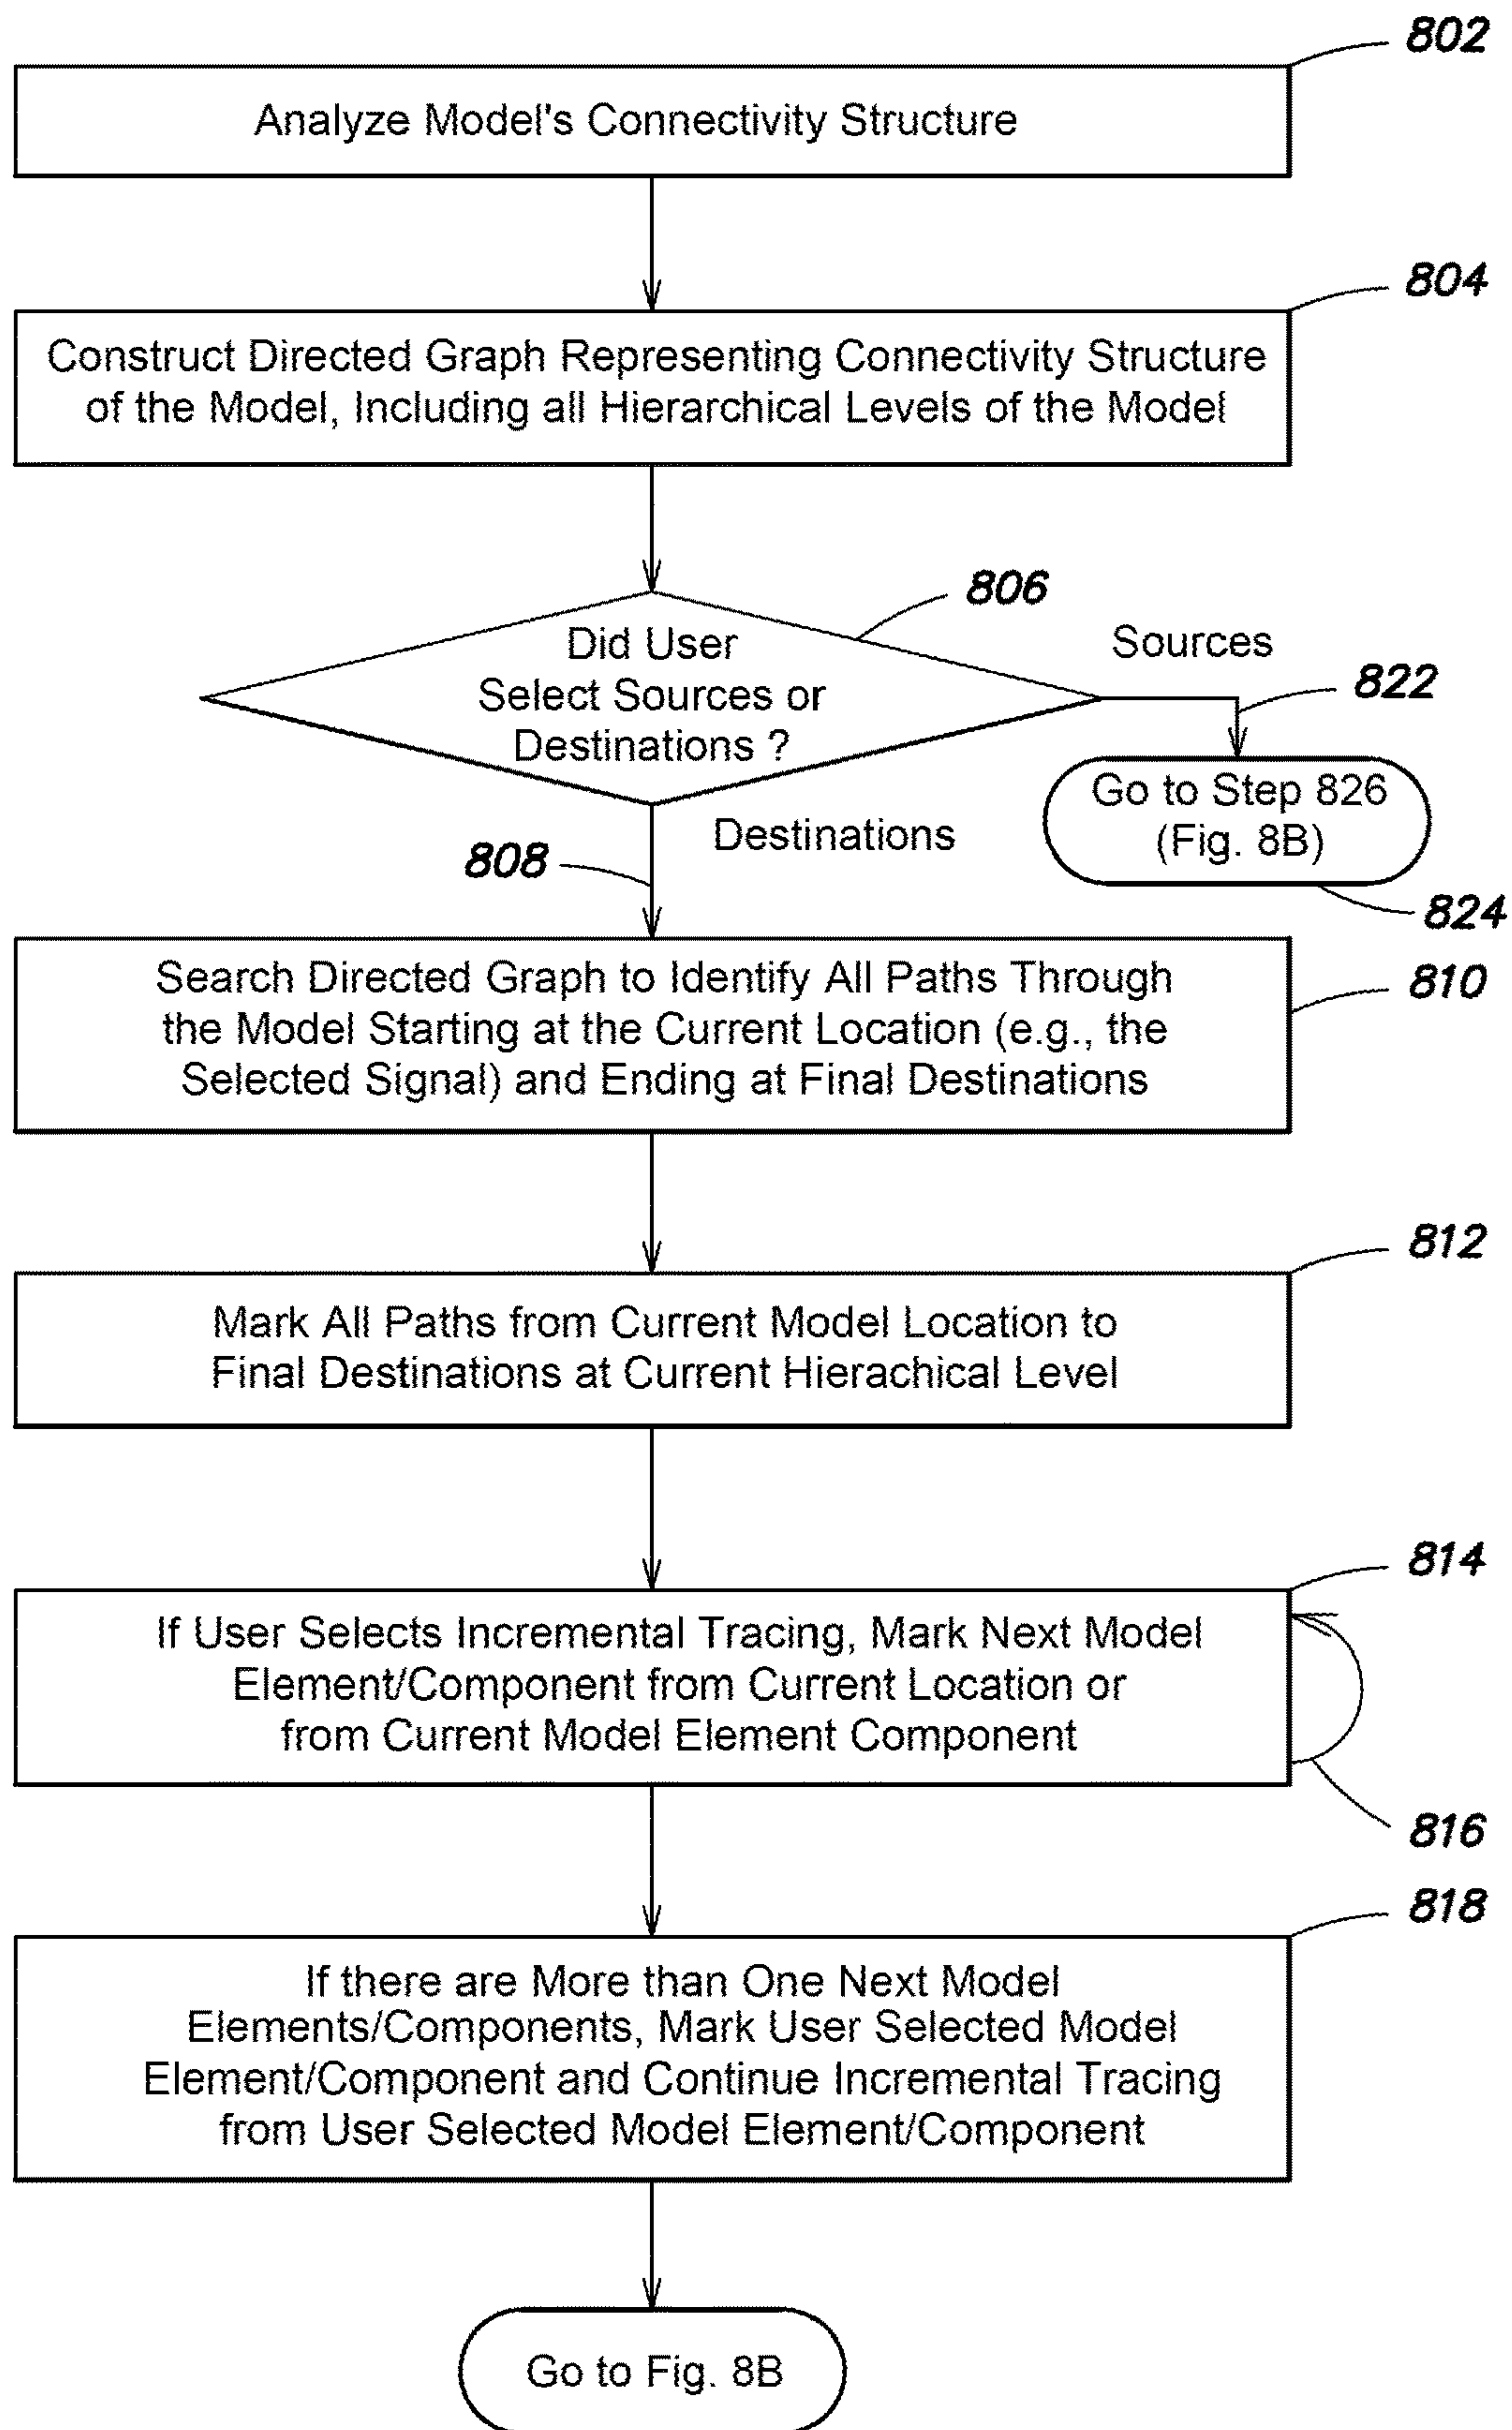 802
Analyze Model's Connectivity Structure
804
Construct Directed Graph Representing Connectivity Structure
of the Model, Including all Hierarchical Levels of the Model
806
Did User
Select Sources or
Destinations ?
Sources
822
Go to Step 826
(Fig. 8B)
824
Destinations
808
810
Search Directed Graph to Identify All Paths Through
the Model Starting at the Current Location (e.g., the
Selected Signal) and Ending at Final Destinations
812
Mark All Paths from Current Model Location to
Final Destinations at Current Hierachical Level
814
If User Selects Incremental Tracing, Mark Next Model
Element/Component from Current Location or
from Current Model Element Component
816
818
If there are More than One Next Model
Elements/Components, Mark User Selected Model
Element/Component and Continue Incremental Tracing
from User Selected Model Element/Component
Go to Fig. 8B